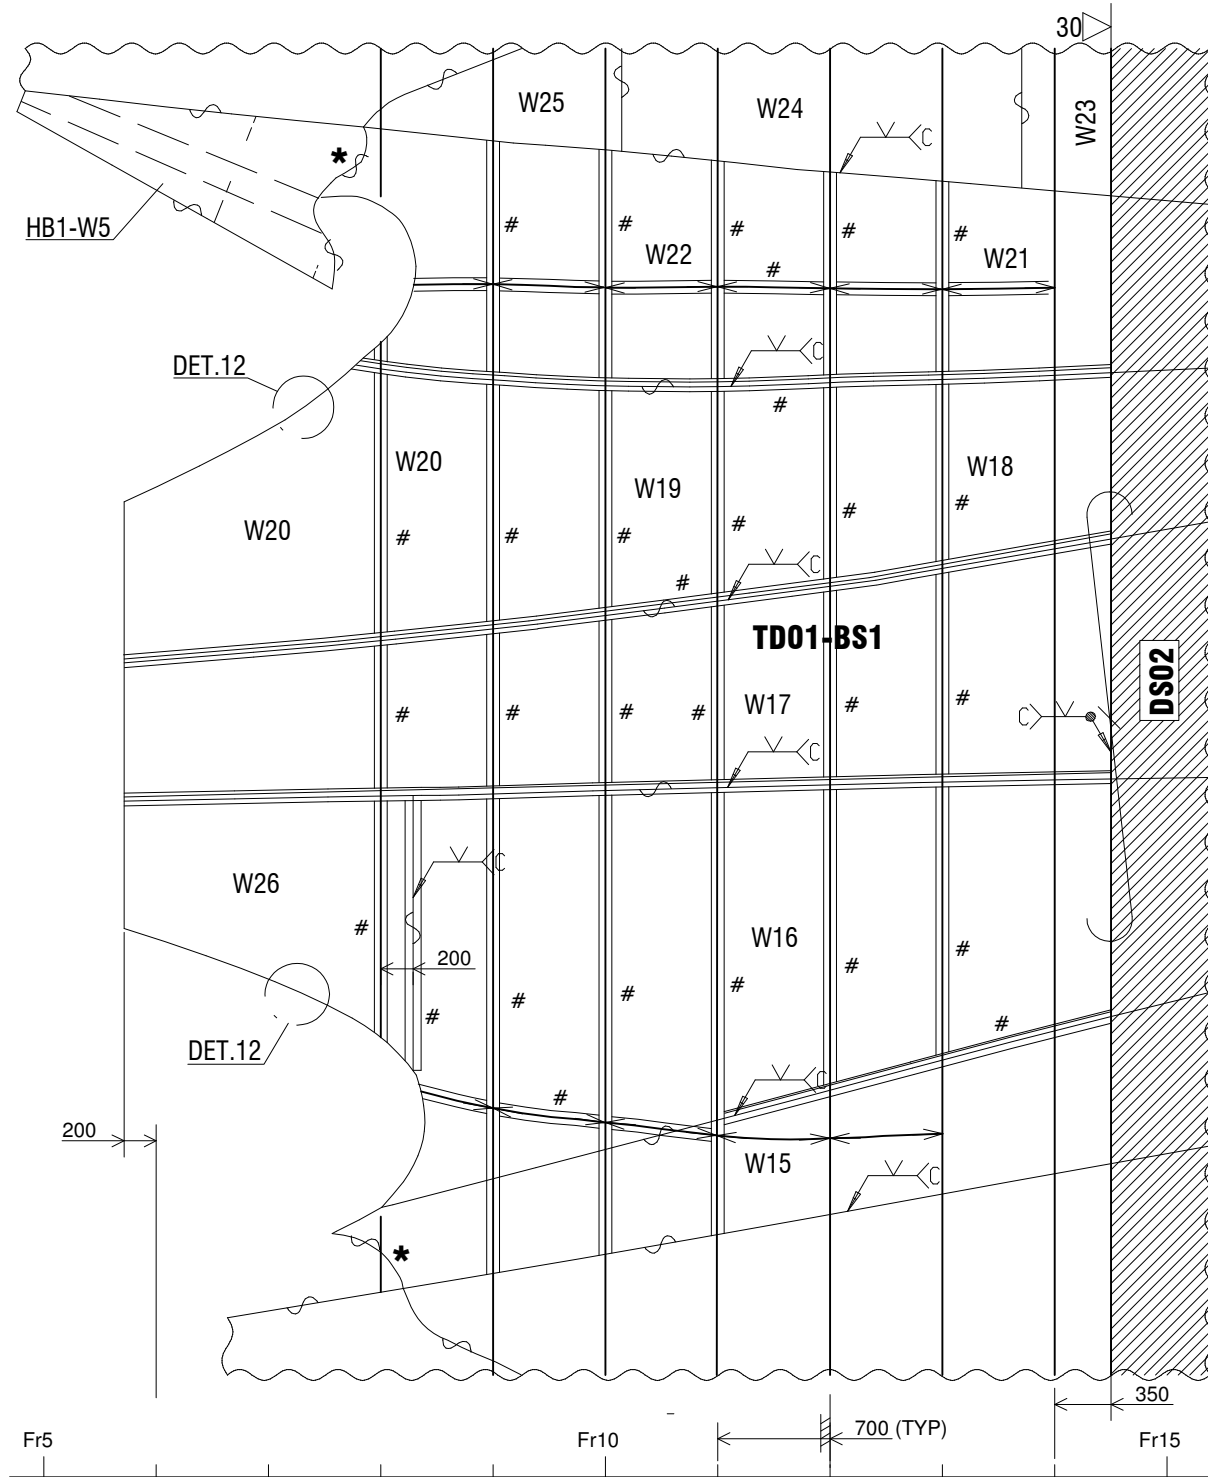 30
W25
W24
W23
*
HB1-W5
#
#
#
#
#
C
W22
#
W21
DET.12
C
#
W20
W19
W18
W20
#
#
#
#
#
#
#
C
TD01-BS1
DS02
#
#
#
#
W17
#
#
C
C
W26
C
#
W16
200
#
#
#
#
#
#
#
DET.12
C
#
200
W15
C
*
350
700 (TYP)
Fr5
Fr10
Fr15